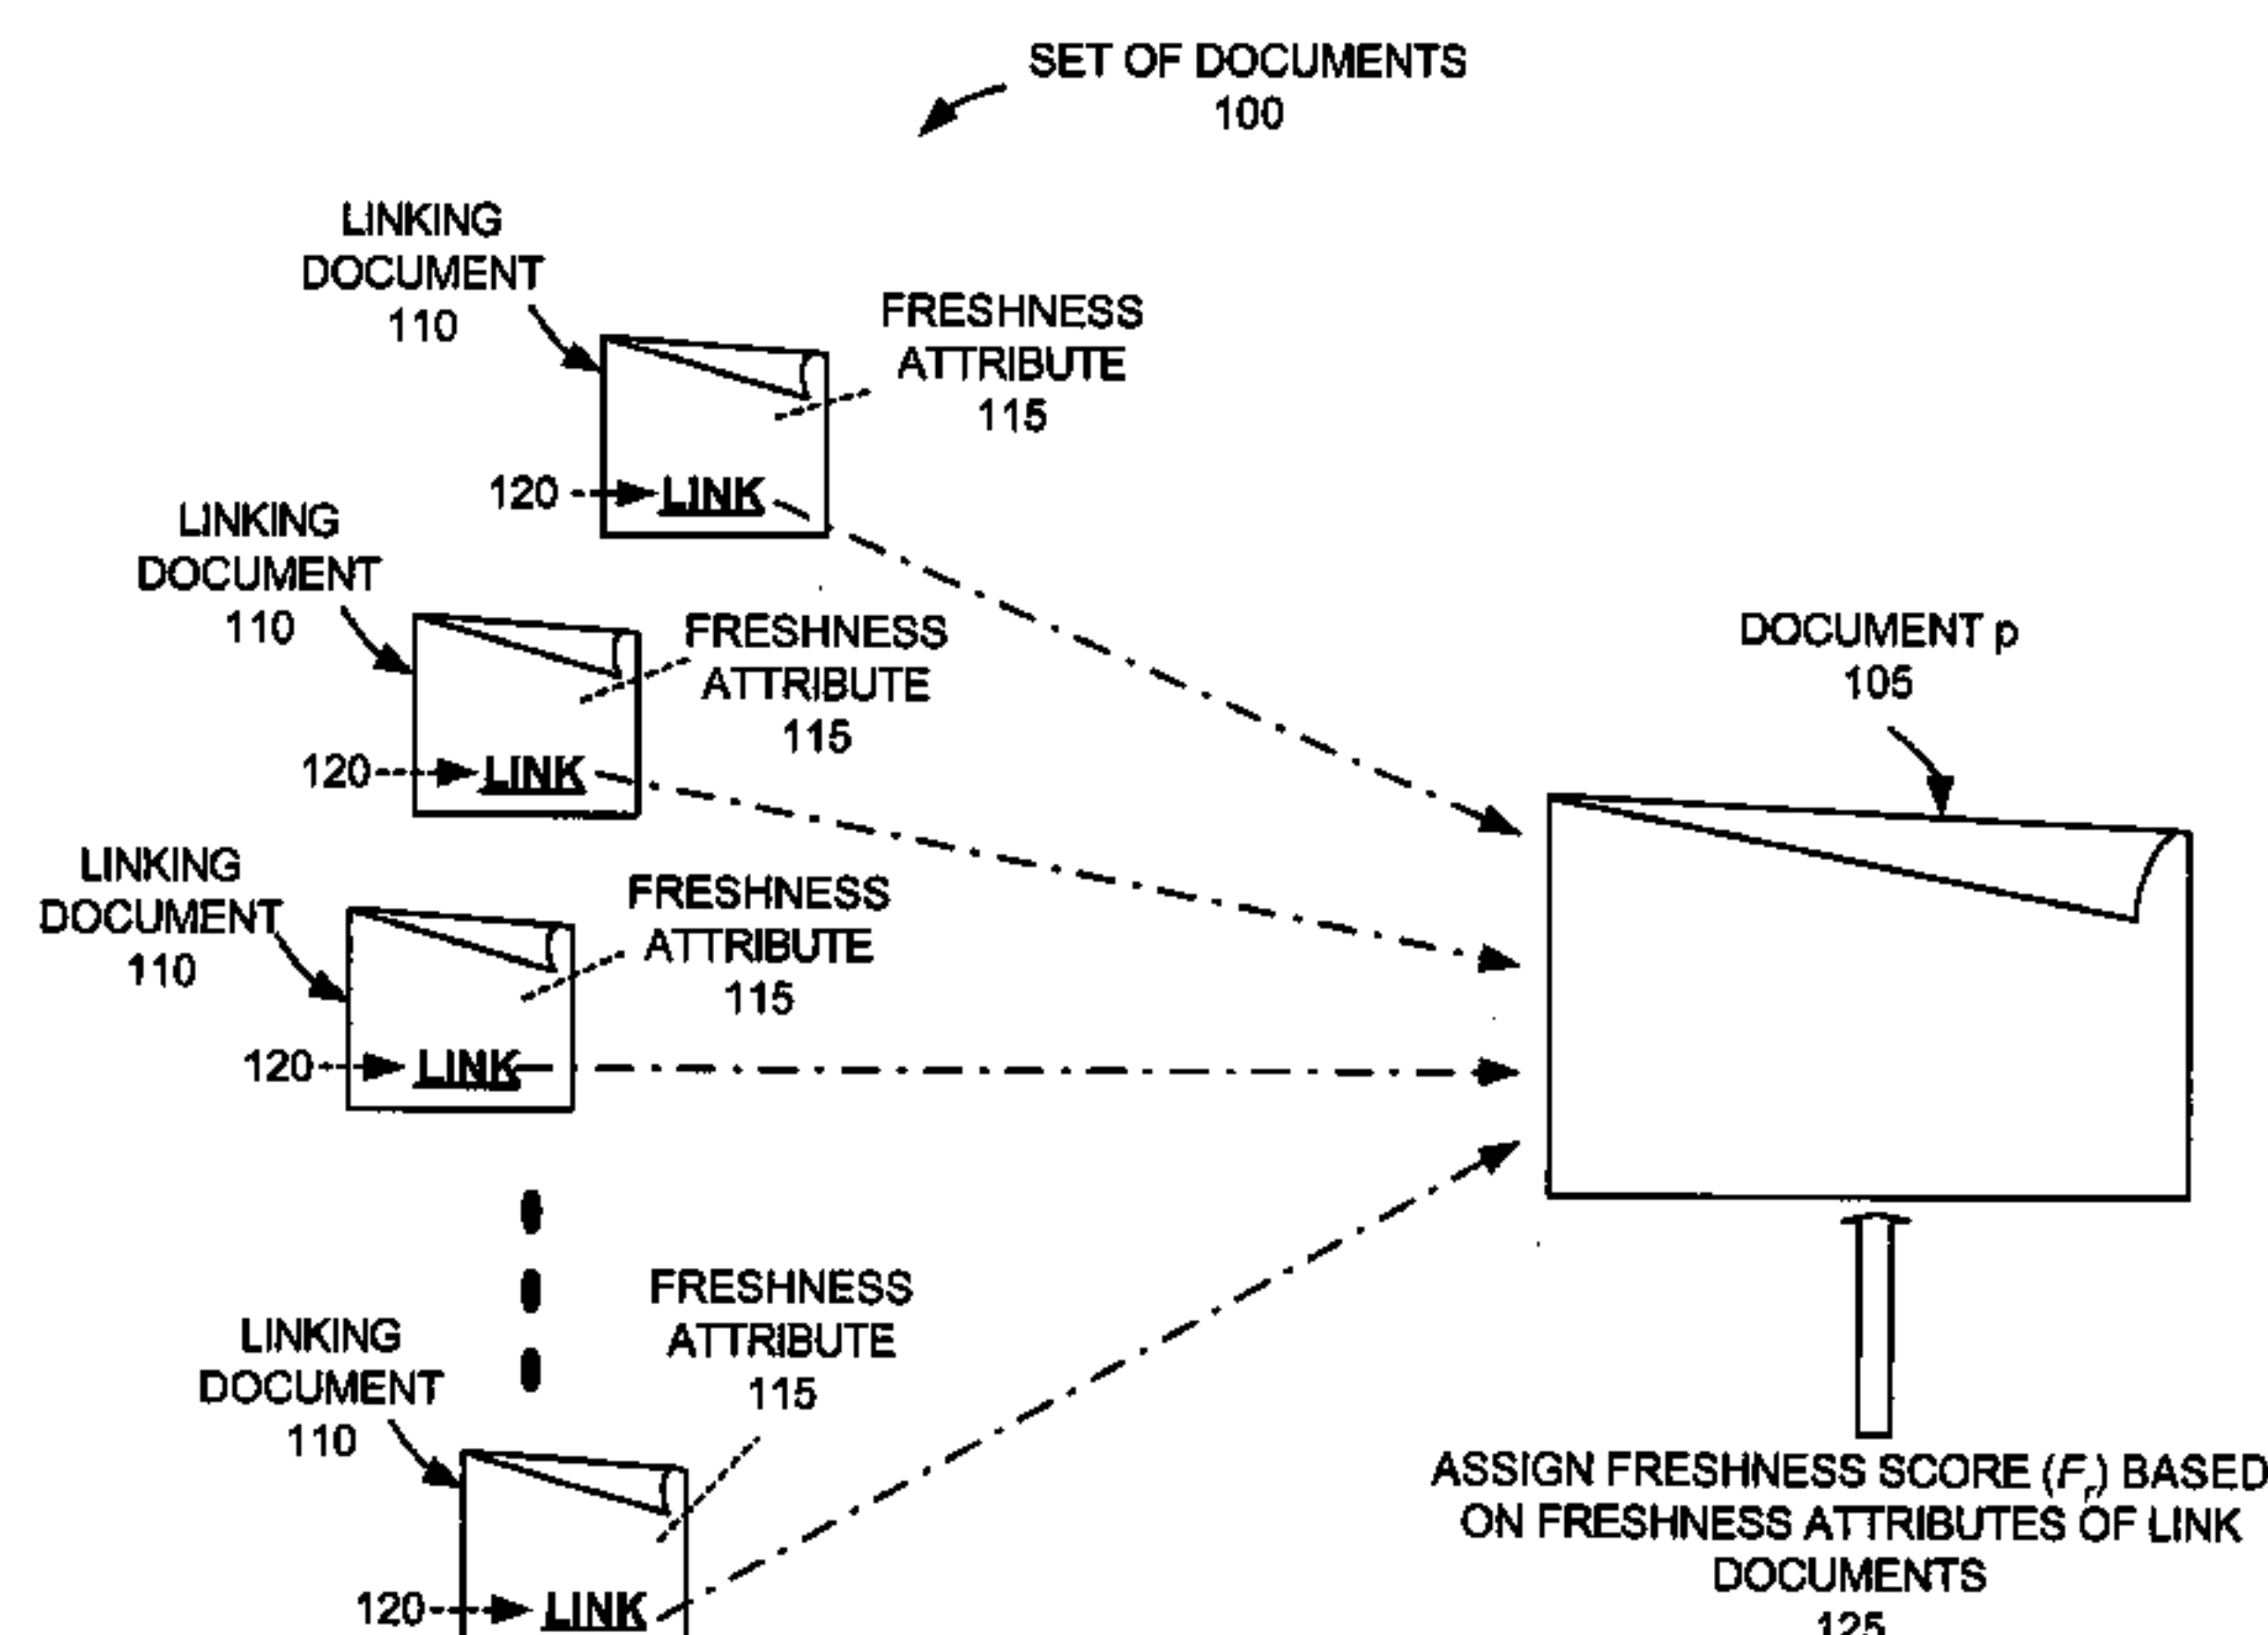 SET OF DOCUMENTS
100
LINKING
DOCUMENT
110
FRESHNESS
ATTRIBUTE
115
120
LINK
LINKING
DOCUMENT
110
FRESHNESS
ATTRIBUTE
115
120
LINK
DOCUMENT p
105
LINKING
DOCUMENT
110
FRESHNESS
ATTRIBUTE
115
120
LINK
LINKING
DOCUMENT
110
FRESHNESS
ATTRIBUTE
115
120
LINK
ASSIGN FRESHNESS SCORE (Fr) BASED
ON FRESHNESS ATTRIBUTES OF LINK
DOCUMENTS
125